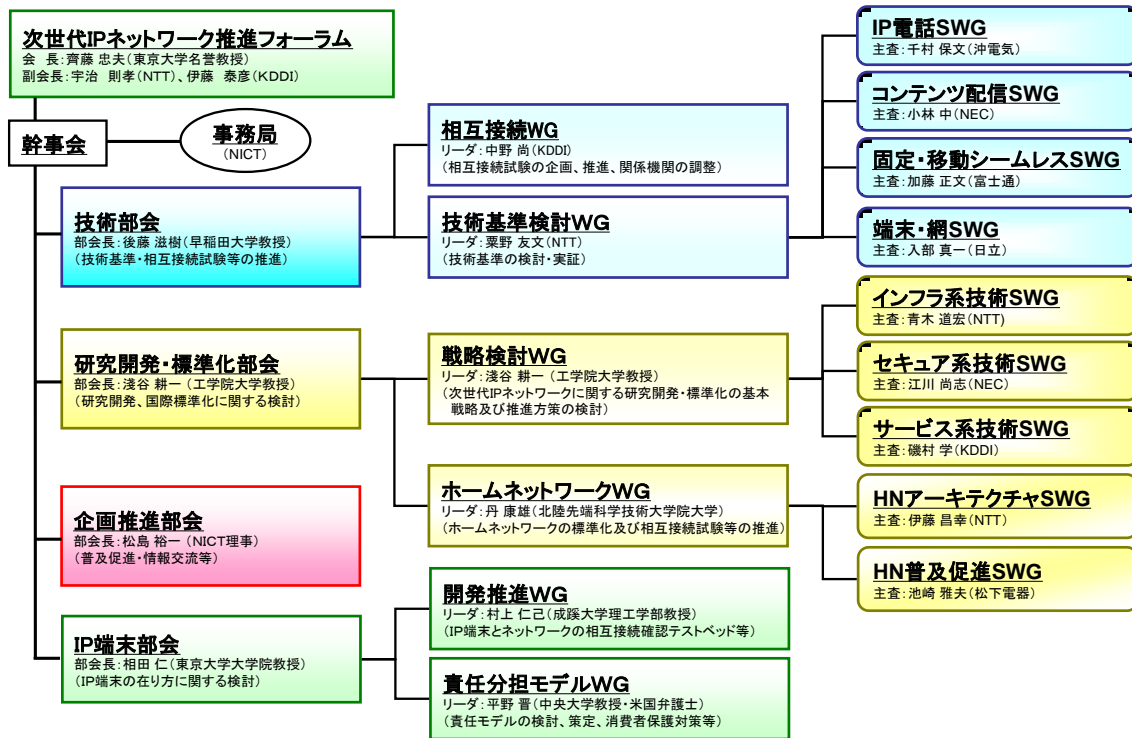 次世代IPネットワーク推進フォーラム
会　長：齊藤 忠夫（東京大学名誉教授）
副会長：宇治　則孝（NTT）、伊藤　泰彦（KDDI）
幹事会
事務局
（NICT）
技術部会
部会長：後藤 滋樹（早稲田大学教授）
（技術基準・相互接続試験等の推進）
相互接続WG
リーダ：中野 尚（KDDI）
（相互接続試験の企画、推進、関係機関の調整）
技術基準検討WG
リーダ：粟野 友文（NTT）
（技術基準の検討・実証）
IP電話SWG
主査：千村 保文（沖電気）
コンテンツ配信SWG
主査：小林 中（NEC）
固定・移動シームレスSWG
主査：加藤 正文（富士通）
端末・網SWG
主査：入部 真一（日立）
研究開発・標準化部会
部会長：淺谷 耕一 （工学院大学教授）
（研究開発、国際標準化に関する検討）
戦略検討WG
リーダ：淺谷 耕一 （工学院大学教授）
（次世代IPネットワークに関する研究開発・標準化の基本
戦略及び推進方策の検討）
インフラ系技術SWG
主査：青木 道宏（NTT）
セキュア系技術SWG
主査：江川 尚志（NEC）
サービス系技術SWG
主査：磯村 学（KDDI）
ホームネットワークWG
リーダ：丹 康雄（北陸先端科学技術大学院大学）
（ホームネットワークの標準化及び相互接続試験等の推進）
HNアーキテクチャSWG
主査：伊藤 昌幸（NTT）
HN普及促進SWG
主査：池崎 雅夫（松下電器）
企画推進部会
部会長：松島 裕一 （NICT理事）
（普及促進・情報交流等）
IP端末部会
部会長：相田 仁（東京大学大学院教授）
（IP端末の在り方に関する検討）
開発推進WG
リーダ：村上 仁己（成蹊大学理工学部教授）
（IP端末とネットワークの相互接続確認テストベッド等）
責任分担モデルWG
リーダ：平野 晋（中央大学教授・米国弁護士）
（責任モデルの検討、策定、消費者保護対策等）